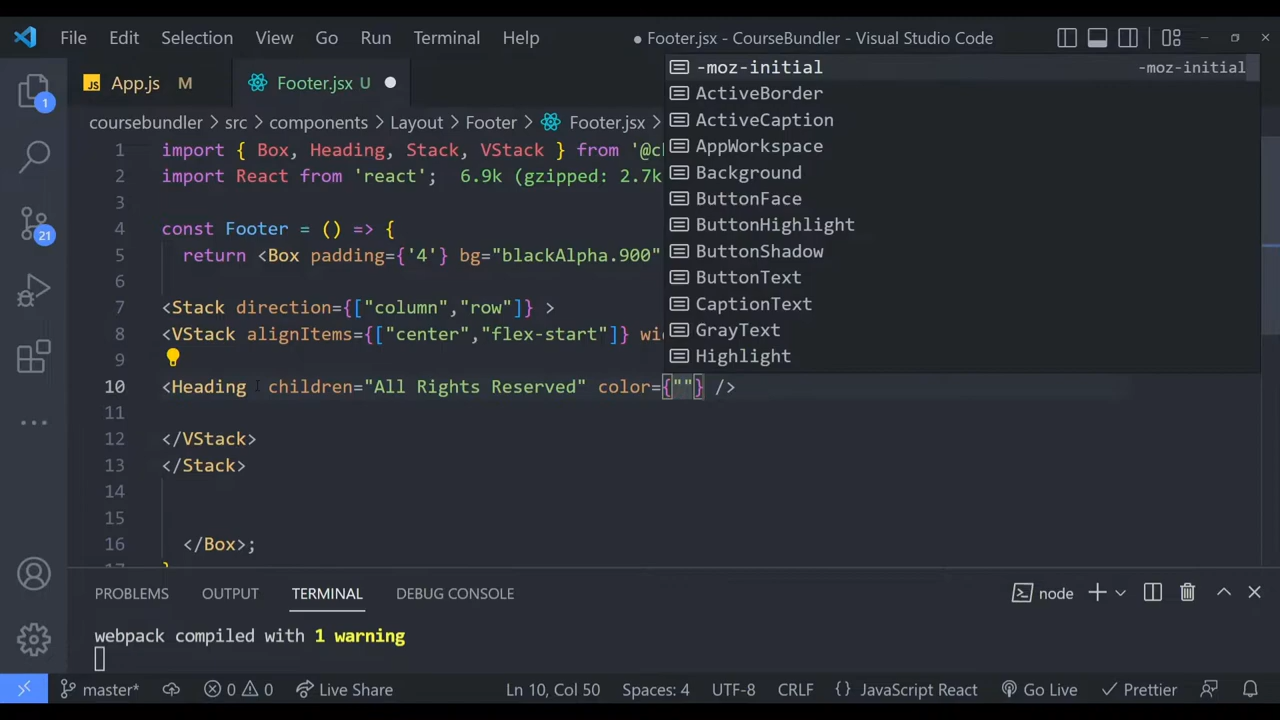 File Edit Selection View Go Run Terminal Help ● Footer.jsx - CourseBundler - Visual Studio Code
JS App.js M Footer.jsx U
coursebundler > src > components > Layout > Footer > Footer.jsx >
1 import { Box, Heading, Stack, VStack } from '@c
2 import React from 'react'; 6.9k (gzipped: 2.7k
3
4 const Footer = () => {
5 return <Box padding={'4'} bg="blackAlpha.900"
6
7 <Stack direction={["column","row"]} >
8 <VStack alignItems={["center","flex-start"]} wi
9
10 <Heading children="All Rights Reserved" color={""} />
11
12 </VStack>
13 </Stack>
14
15
16 </Box>;
-moz-initial -moz-initial
ActiveBorder
ActiveCaption
AppWorkspace
Background
ButtonFace
ButtonHighlight
ButtonShadow
ButtonText
CaptionText
GrayText
Highlight
1
21
PROBLEMS OUTPUT TERMINAL DEBUG CONSOLE node
webpack compiled with 1 warning
master* 0 0 Live Share Ln 10, Col 50 Spaces: 4 UTF-8 CRLF {} JavaScript React Go Live Prettier